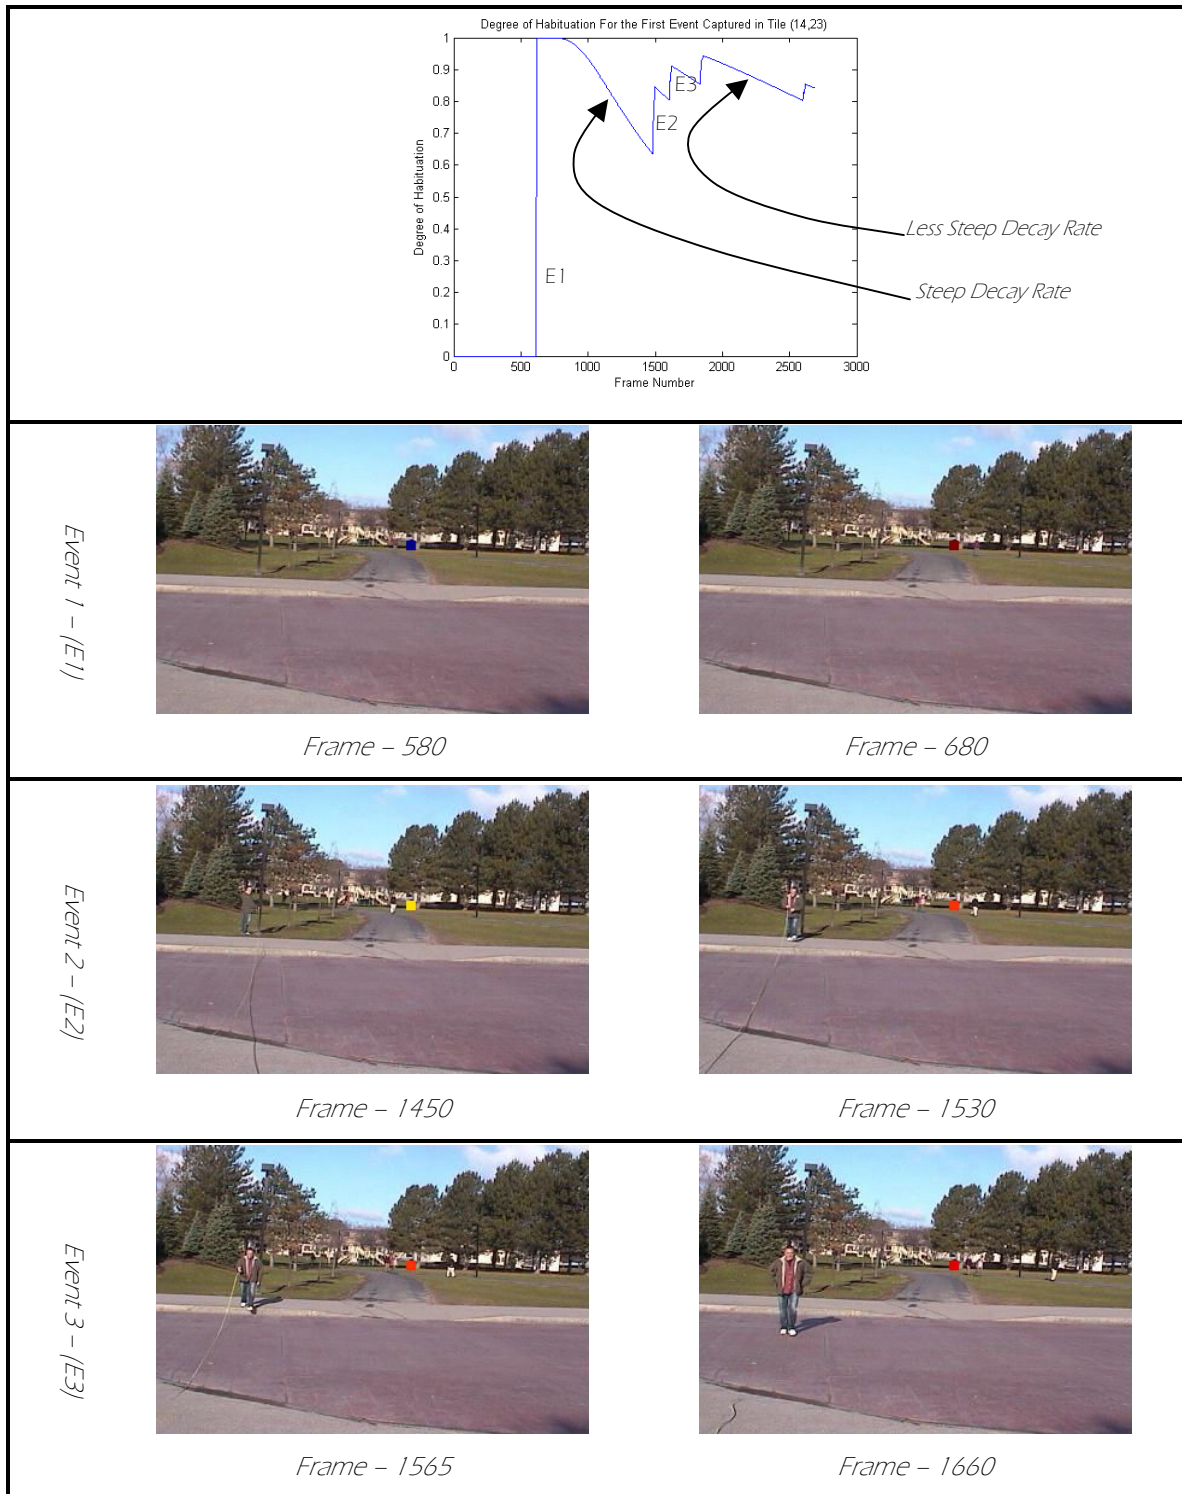 Degree of Habituation For the First Event Captured in Tile (14,23)
Degree of Habituation
1
0.9
0.8
0.7
0.6
0.5
0.4
0.3
0.2
0.1
0
E1
E2
E3
Less Steep Decay Rate
Steep Decay Rate
0 500 1000 1500 2000 2500 3000
Frame Number
Event 1 – (E1)
Frame – 580
Frame – 680
Event 2 – (E2)
Frame – 1450
Frame – 1530
Event 3 – (E3)
Frame – 1565
Frame – 1660